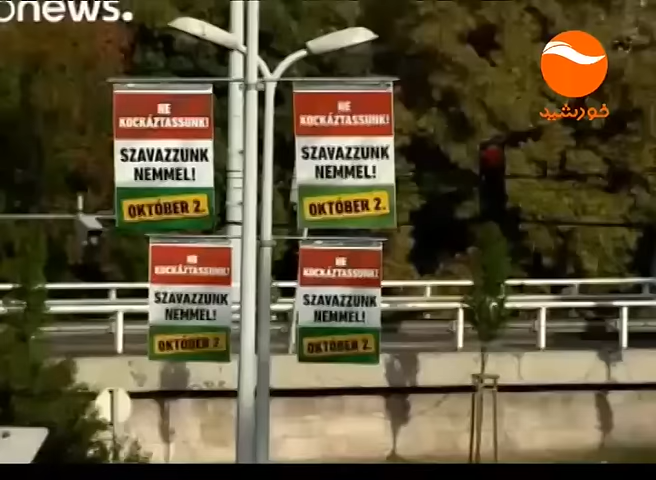 onews.
خورشید
NE
KOCKÁZTASSUNK!
SZAVAZZUNK
NEMMEL!
OKTÓBER 2.
NE
KOCKÁZTASSUNK!
SZAVAZZUNK
NEMMEL!
OKTÓBER 2.
NE
KOCKÁZTASSUNK!
SZAVAZZUNK
NEMMEL!
OKTÓBER 2.
NE
KOCKÁZTASSUNK!
SZAVAZZUNK
NEMMEL!
OKTÓBER 2.